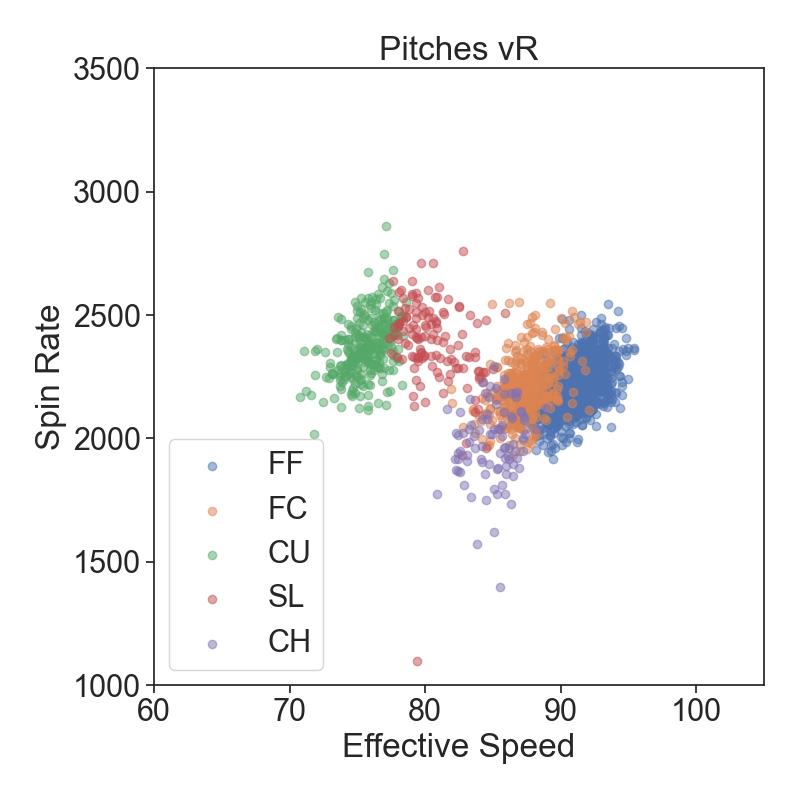 Pitches vR
3500
3000
2500
2000
1500
1000
Spin Rate
FF
FC
CU
SL
CH
60 70 80 90 100
Effective Speed